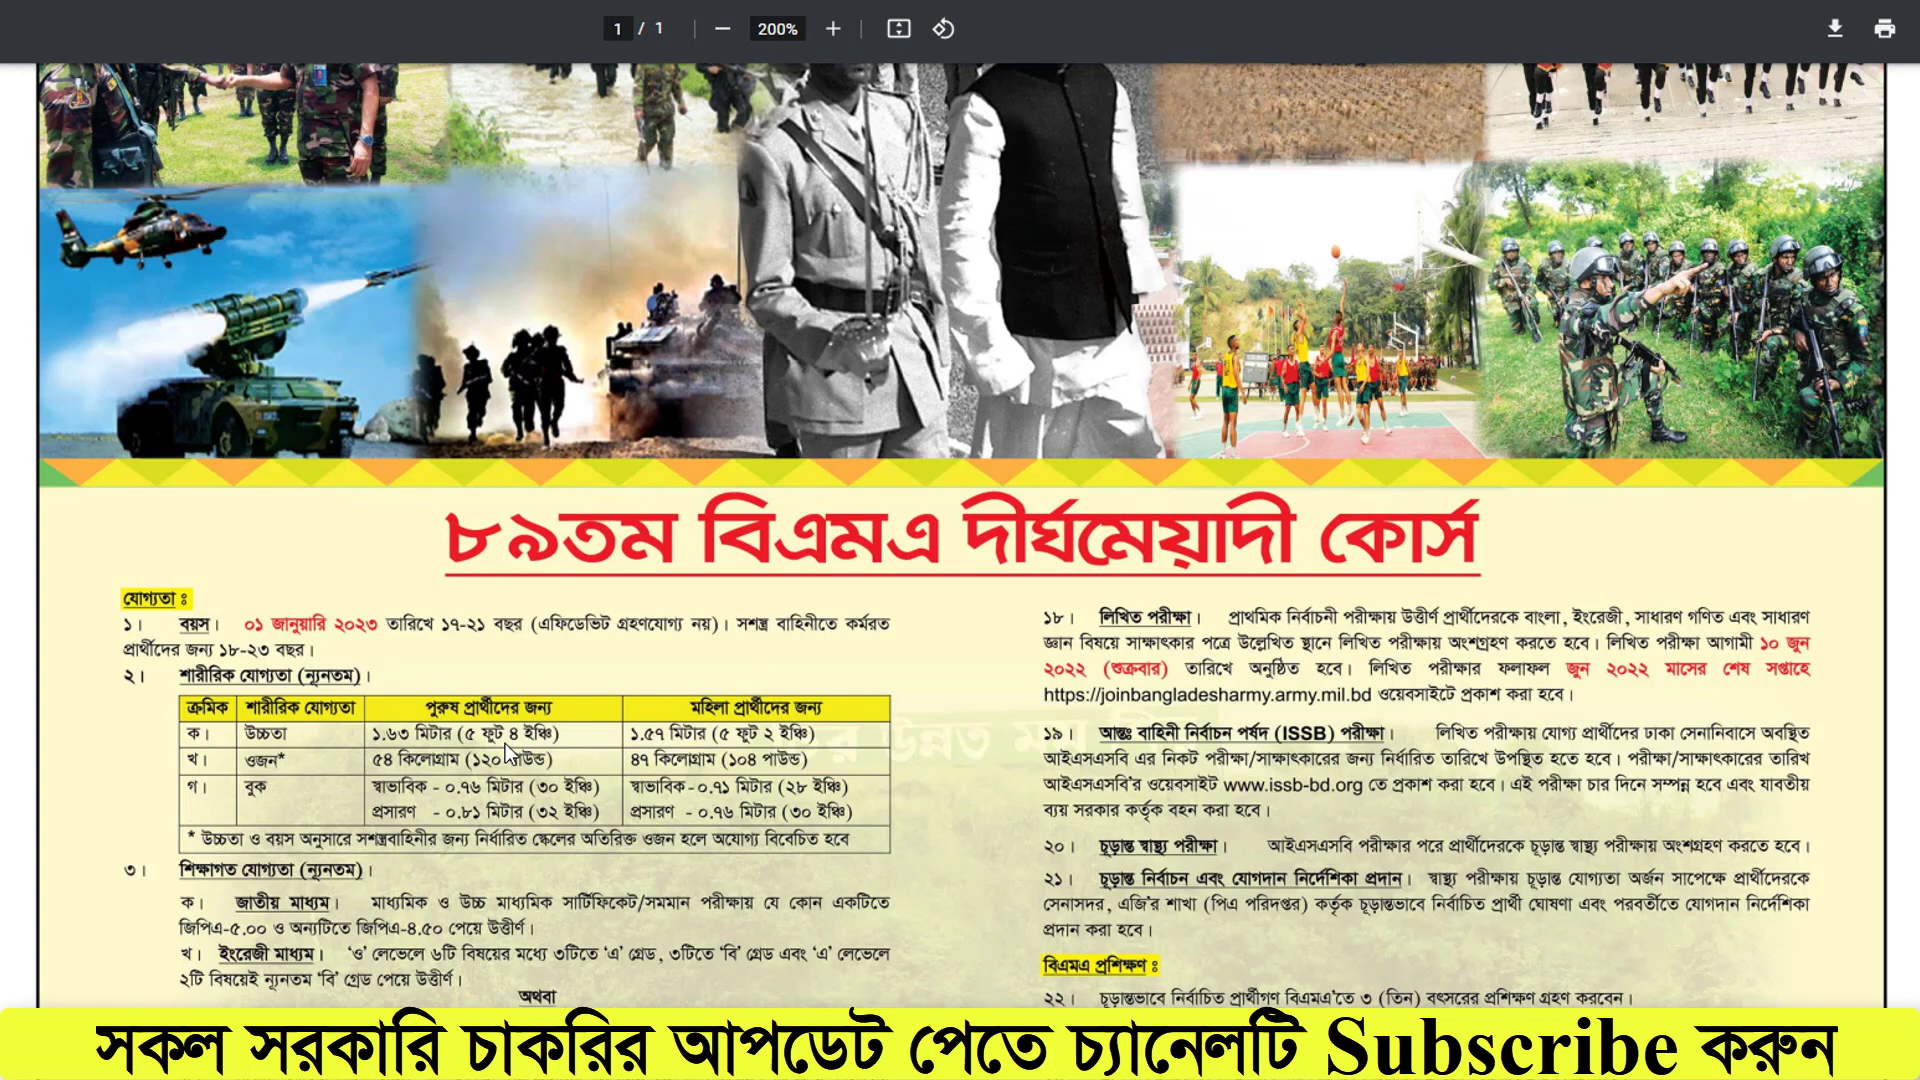 1 / 1 200%
৮৯তম বিএমএ দীর্ঘমেয়াদী কোর্স
যোগ্যতা ঃ
১। বয়স। ০১ জানুয়ারি ২০২৩ তারিখে ১৭-২১ বছর (এফিডেভিট গ্রহণযোগ্য নয়)। সশস্ত্র বাহিনীতে কর্মরত
প্রার্থীদের জন্য ১৮-২৩ বছর।
২। শারীরিক যোগ্যতা (ন্যূনতম)।
ক্রমিক শারীরিক যোগ্যতা পুরুষ প্রার্থীদের জন্য মহিলা প্রার্থীদের জন্য
ক। উচ্চতা ১.৬৩ মিটার (৫ ফুট ৪ ইঞ্চি) ১.৫৭ মিটার (৫ ফুট ২ ইঞ্চি)
খ। ওজন* ৫৪ কিলোগ্রাম (১২০ পাউন্ড) ৪৭ কিলোগ্রাম (১০৪ পাউন্ড)
গ। বুক স্বাভাবিক - ০.৭৬ মিটার (৩০ ইঞ্চি) স্বাভাবিক - ০.৭১ মিটার (২৮ ইঞ্চি)
প্রসারণ - ০.৮১ মিটার (৩২ ইঞ্চি) প্রসারণ - ০.৭৬ মিটার (৩০ ইঞ্চি)
* উচ্চতা ও বয়স অনুসারে সশস্ত্রবাহিনীর জন্য নির্ধারিত স্কেলের অতিরিক্ত ওজন হলে অযোগ্য বিবেচিত হবে
৩। শিক্ষাগত যোগ্যতা (ন্যূনতম)।
ক। জাতীয় মাধ্যম। মাধ্যমিক ও উচ্চ মাধ্যমিক সার্টিফিকেট/সমমান পরীক্ষায় যে কোন একটিতে
জিপিএ-৫.০০ ও অন্যটিতে জিপিএ-৪.৫০ পেয়ে উত্তীর্ণ।
খ। ইংরেজী মাধ্যম। 'ও' লেভেলে ৬টি বিষয়ের মধ্যে ৩টিতে 'এ' গ্রেড, ৩টিতে 'বি' গ্রেড এবং 'এ' লেভেলে
২টি বিষয়েই ন্যূনতম 'বি' গ্রেড পেয়ে উত্তীর্ণ।
অথবা
১৮। লিখিত পরীক্ষা। প্রাথমিক নির্বাচনী পরীক্ষায় উত্তীর্ণ প্রার্থীদেরকে বাংলা, ইংরেজী, সাধারণ গণিত এবং সাধারণ
জ্ঞান বিষয়ে সাক্ষাৎকার পত্রে উল্লেখিত স্থানে লিখিত পরীক্ষায় অংশগ্রহণ করতে হবে। লিখিত পরীক্ষা আগামী ১০ জুন
২০২২ (শুক্রবার) তারিখে অনুষ্ঠিত হবে। লিখিত পরীক্ষার ফলাফল জুন ২০২২ মাসের শেষ সপ্তাহে
https://joinbangladesharmy.army.mil.bd ওয়েবসাইটে প্রকাশ করা হবে।
১৯। আন্তঃ বাহিনী নির্বাচন পর্ষদ (ISSB) পরীক্ষা। লিখিত পরীক্ষায় যোগ্য প্রার্থীদের ঢাকা সেনানিবাসে অবস্থিত
আইএসএসবি এর নিকট পরীক্ষা/সাক্ষাৎকারের জন্য নির্ধারিত তারিখে উপস্থিত হতে হবে। পরীক্ষা/সাক্ষাৎকারের তারিখ
আইএসএসবি'র ওয়েবসাইট www.issb-bd.org তে প্রকাশ করা হবে। এই পরীক্ষা চার দিনে সম্পন্ন হবে এবং যাবতীয়
ব্যয় সরকার কর্তৃক বহন করা হবে।
২০। চূড়ান্ত স্বাস্থ্য পরীক্ষা। আইএসএসবি পরীক্ষার পরে প্রার্থীদেরকে চূড়ান্ত স্বাস্থ্য পরীক্ষায় অংশগ্রহণ করতে হবে।
২১। চূড়ান্ত নির্বাচন এবং যোগদান নির্দেশিকা প্রদান। স্বাস্থ্য পরীক্ষায় চূড়ান্ত যোগ্যতা অর্জন সাপেক্ষে প্রার্থীদেরকে
সেনাসদর, এজি'র শাখা (পিএ পরিদপ্তর) কর্তৃক চূড়ান্তভাবে নির্বাচিত প্রার্থী ঘোষণা এবং পরবর্তীতে যোগদান নির্দেশিকা
প্রদান করা হবে।
বিএমএ প্রশিক্ষণ ঃ
২২। চূড়ান্তভাবে নির্বাচিত প্রার্থীগণ বিএমএ'তে ৩ (তিন) বৎসরের প্রশিক্ষণ গ্রহণ করবেন।
সকল সরকারি চাকরির আপডেট পেতে চ্যানেলটি Subscribe করুন